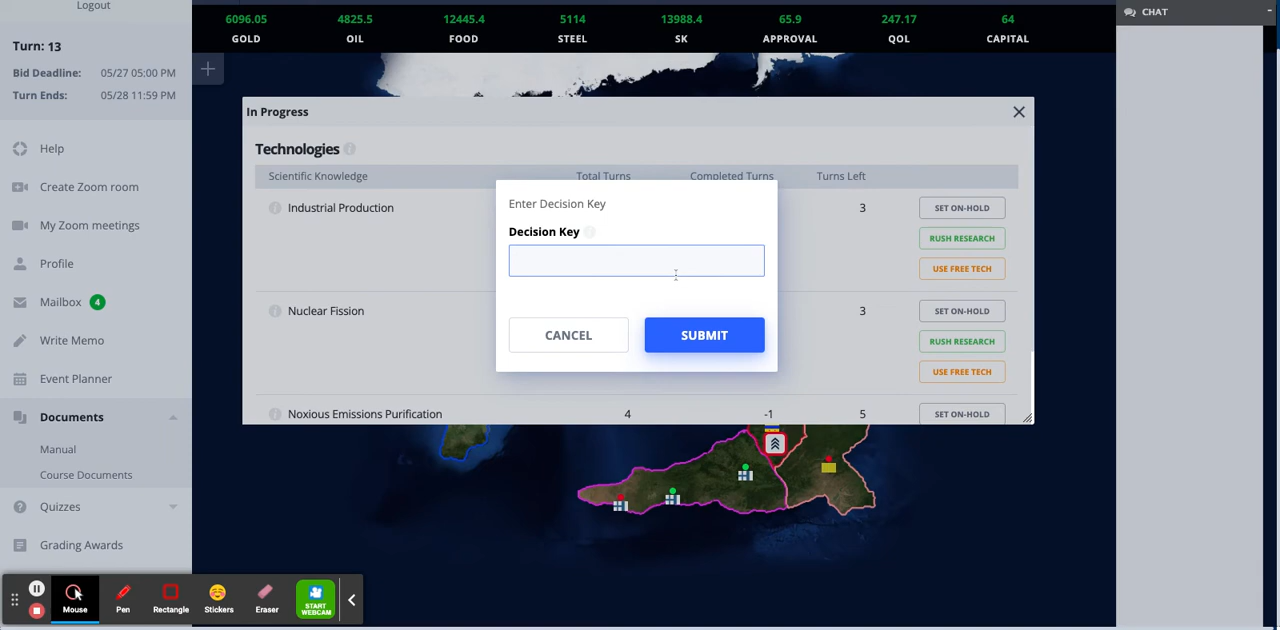 Logout
Turn: 13
Bid Deadline: 05/27 05:00 PM
Turn Ends: 05/28 11:59 PM
Help
Create Zoom room
My Zoom meetings
Profile
Mailbox 4
Write Memo
Event Planner
Documents
Manual
Course Documents
Quizzes
Grading Awards
6096.05 4825.5 12445.4 5114 13988.4 65.9 247.17 64
GOLD OIL FOOD STEEL SK APPROVAL QOL CAPITAL
CHAT
In Progress
Technologies
Scientific Knowledge Total Turns Completed Turns Turns Left
Industrial Production 3 SET ON-HOLD
RUSH RESEARCH
USE FREE TECH
Nuclear Fission 3 SET ON-HOLD
RUSH RESEARCH
USE FREE TECH
Noxious Emissions Purification 4 -1 5 SET ON-HOLD
Enter Decision Key
Decision Key
CANCEL SUBMIT
Mouse Pen Rectangle Stickers Eraser START WEBCAM